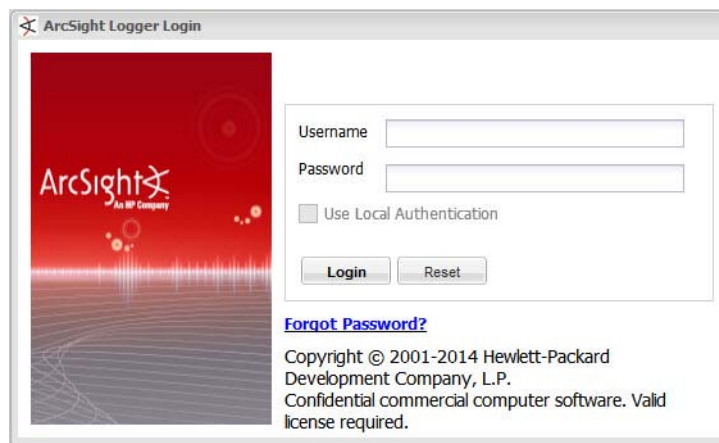 ArcSight Logger Login
ArcSight
An HP Company
Username
Password
Use Local Authentication
Login
Reset
Forgot Password?
Copyright © 2001-2014 Hewlett-Packard
Development Company, L.P.
Confidential commercial computer software. Valid
license required.